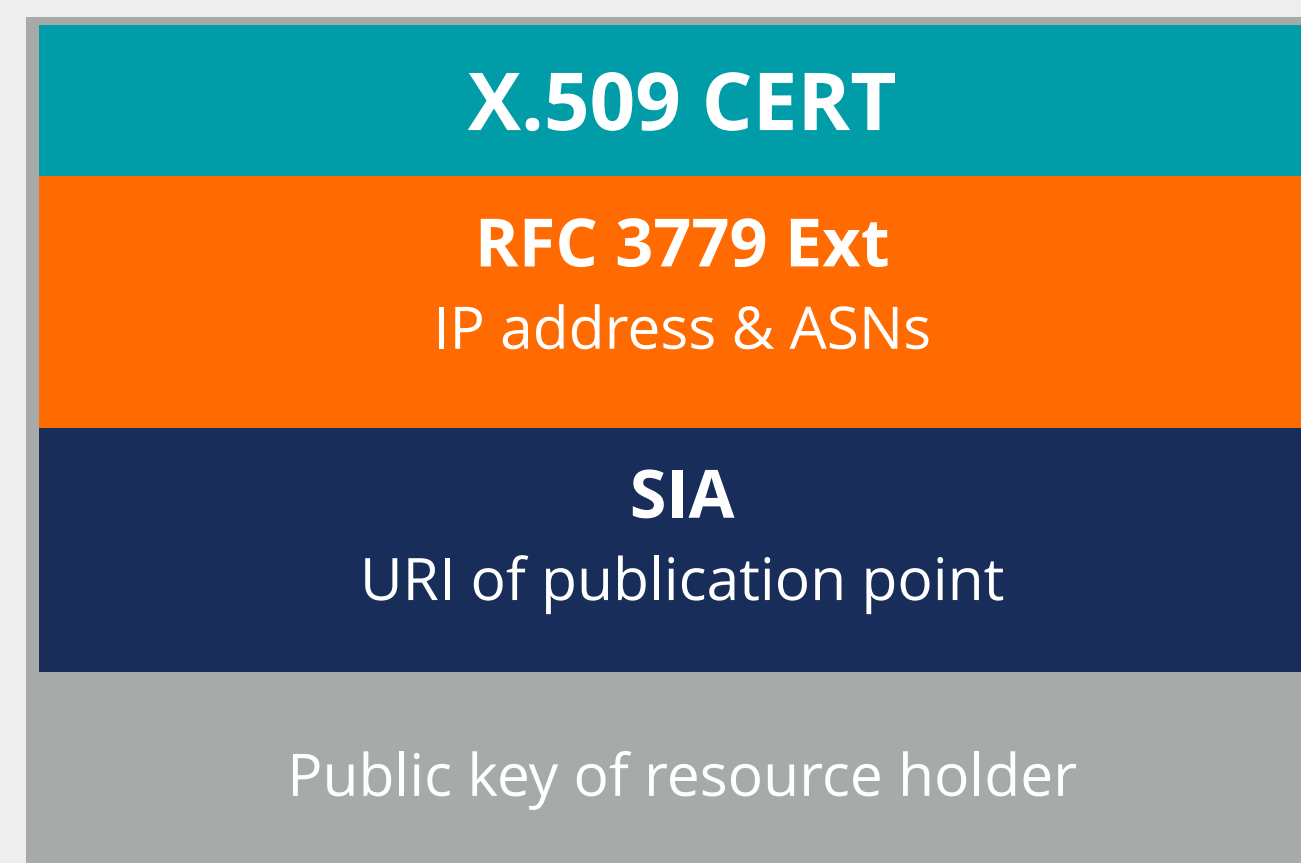 X.509 CERT
RFC 3779 Ext
IP address & ASNs
SIA
URI of publication point
Public key of resource holder